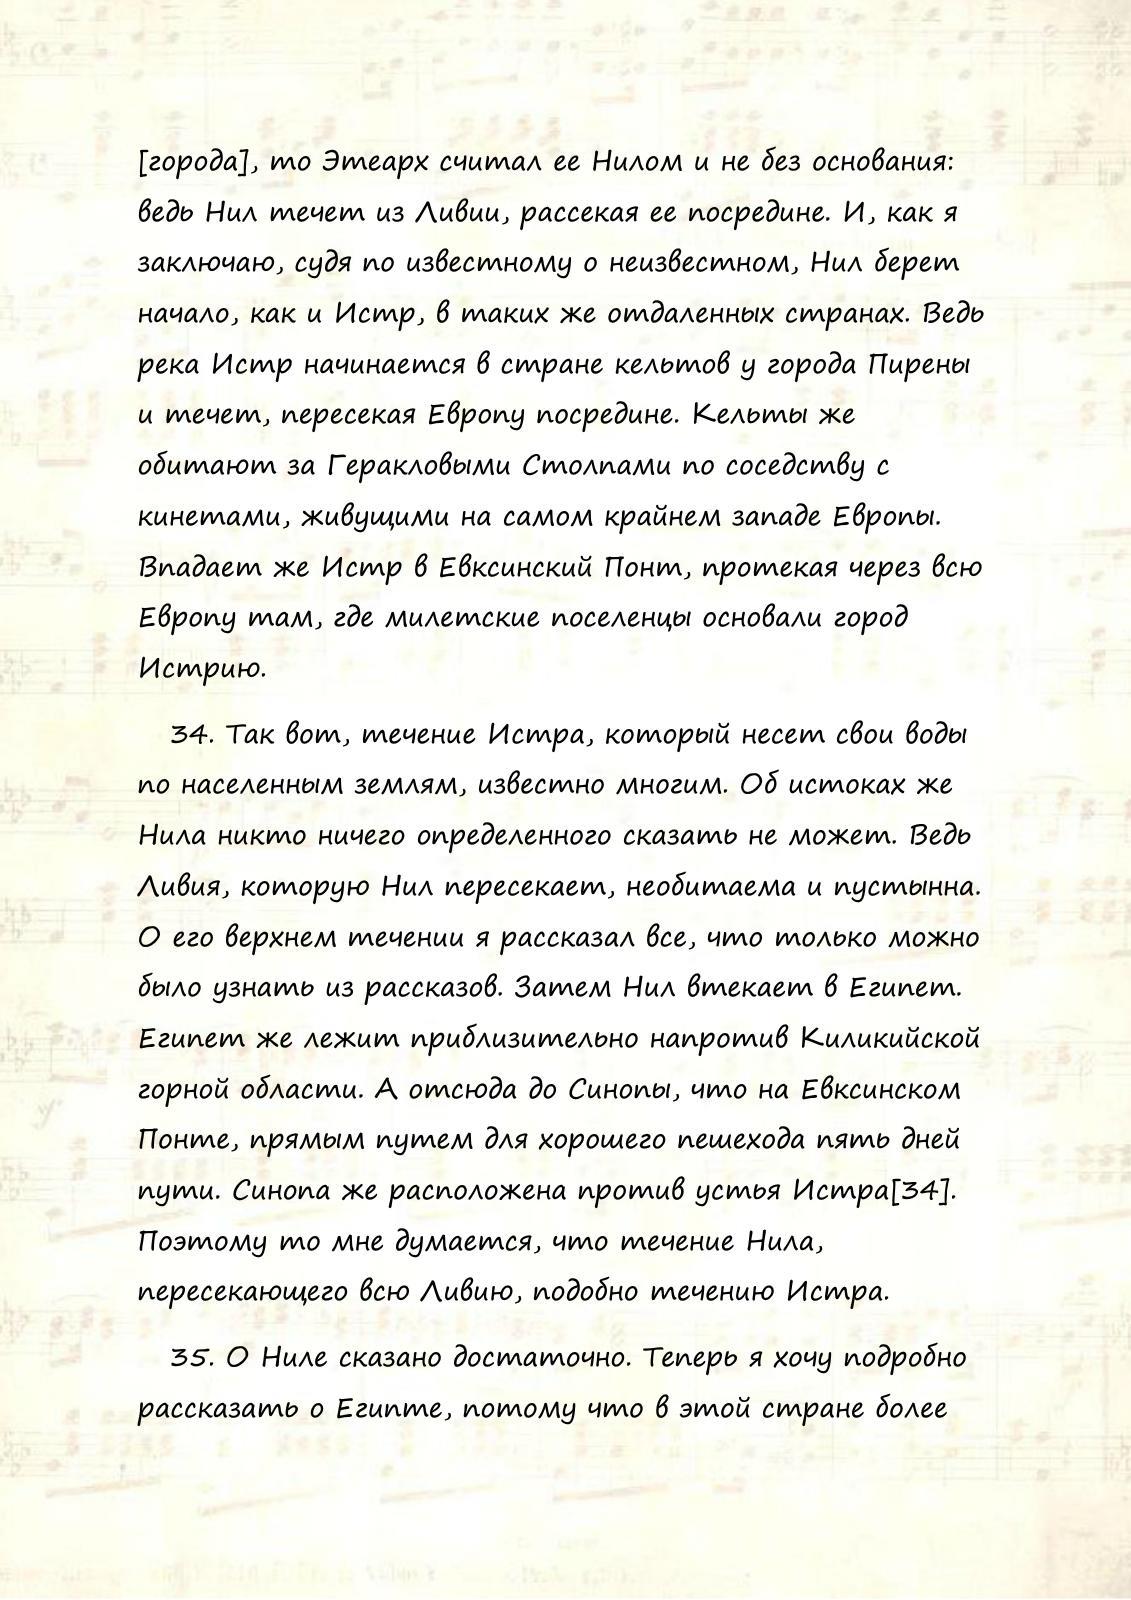 [города], то Этеарх считал ее Нилом и не без основания:
ведь Нил течет из Ливии, рассекая ее посредине. И, как я
заключаю, судя по известному о неизвестном, Нил берет
начало, как и Истр, в таких же отдаленных странах. Ведь
река Истр начинается в стране кельтов у города Пирены
и течет, пересекая Европу посредине. Кельты же
обитают за Геракловыми Столпами по соседству с
кинетами, живущими на самом крайнем западе Европы.
Впадает же Истр в Евксинский Понт, протекая через всю
Европу там, где милетские поселенцы основали город
Истрию.
34. Так вот, течение Истра, который несет свои воды
по населенным землям, известно многим. Об истоках же
Нила никто ничего определенного сказать не может. Ведь
Ливия, которую Нил пересекает, необитаема и пустынна.
О его верхнем течении я рассказал все, что только можно
было узнать из рассказов. Затем Нил втекает в Египет.
Египет же лежит приблизительно напротив Киликийской
горной области. А отсюда до Синопы, что на Евксинском
Понте, прямым путем для хорошего пешехода пять дней
пути. Синопа же расположена против устья Истра[34].
Поэтому то мне думается, что течение Нила,
пересекающего всю Ливию, подобно течению Истра.
35. О Ниле сказано достаточно. Теперь я хочу подробно
рассказать о Египте, потому что в этой стране более